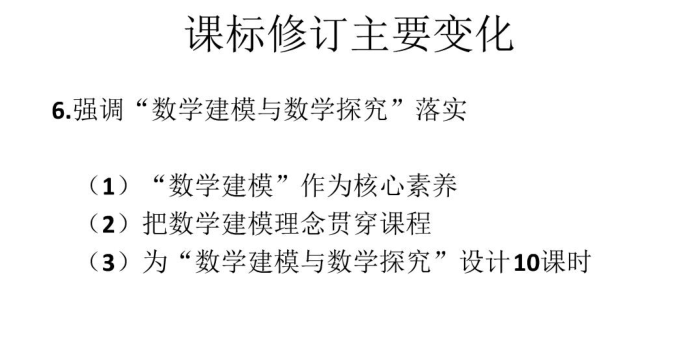 课标修订主要变化
6.强调“数学建模与数学探究”落实
（1）“数学建模”作为核心素养
（2）把数学建模理念贯穿课程
（3）为“数学建模与数学探究”设计10课时